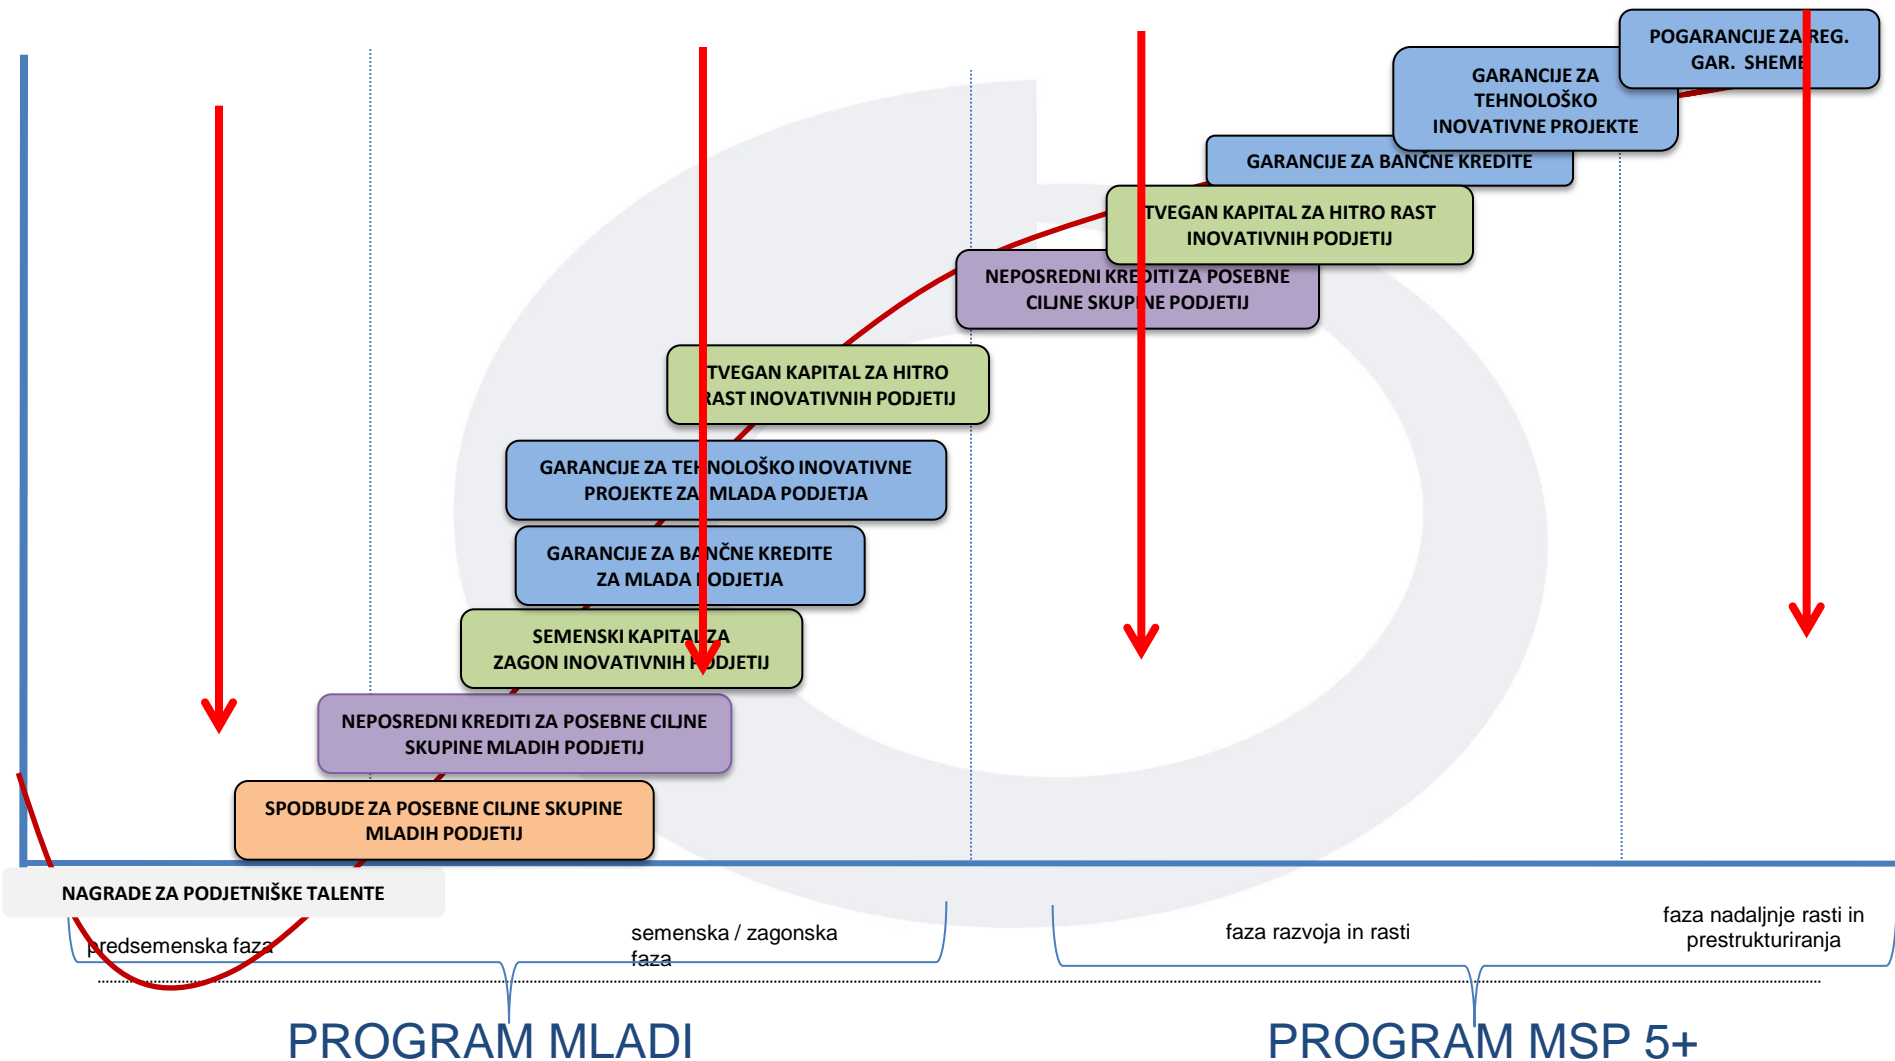 POGARANCIJE ZA REG.
GAR. SHEME
GARANCIJE ZA
TEHNOLOŠKO
INOVATIVNE PROJEKTE
GARANCIJE ZA BANČNE KREDITE
TVEGAN KAPITAL ZA HITRO RAST
INOVATIVNIH PODJETIJ
NEPOSREDNI KREDITI ZA POSEBNE
CILJNE SKUPINE PODJETIJ
TVEGAN KAPITAL ZA HITRO
RAST INOVATIVNIH PODJETIJ
GARANCIJE ZA TEHNOLOŠKO INOVATIVNE
PROJEKTE ZA MLADA PODJETJA
GARANCIJE ZA BANČNE KREDITE
ZA MLADA PODJETJA
SEMENSKI KAPITAL ZA
ZAGON INOVATIVNIH PODJETIJ
NEPOSREDNI KREDITI ZA POSEBNE CILJNE
SKUPINE MLADIH PODJETIJ
SPODBUDE ZA POSEBNE CILJNE SKUPINE
MLADIH PODJETIJ
NAGRADE ZA PODJETNIŠKE TALENTE
predsemenska faza
semenska / zagonska
faza
faza razvoja in rasti
faza nadaljnje rasti in
prestrukturiranja
PROGRAM MLADI
PROGRAM MSP 5+